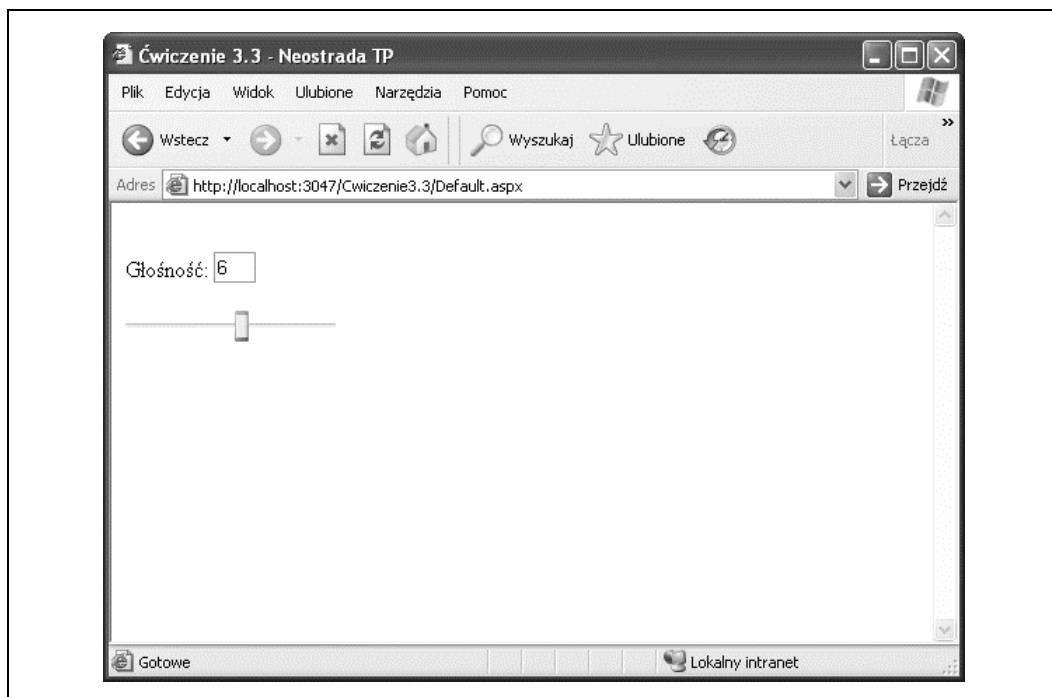 Ćwiczenie 3.3 - Neostrada TP
Plik Edycja Widok Ulubione Narzędzia Pomoc
Wstecz Wyszukaj Ulubione Łącza
Adres http://localhost:3047/Cwiczenie3.3/Default.aspx Przejdź
Głośność: 6
Gotowe Lokalny intranet